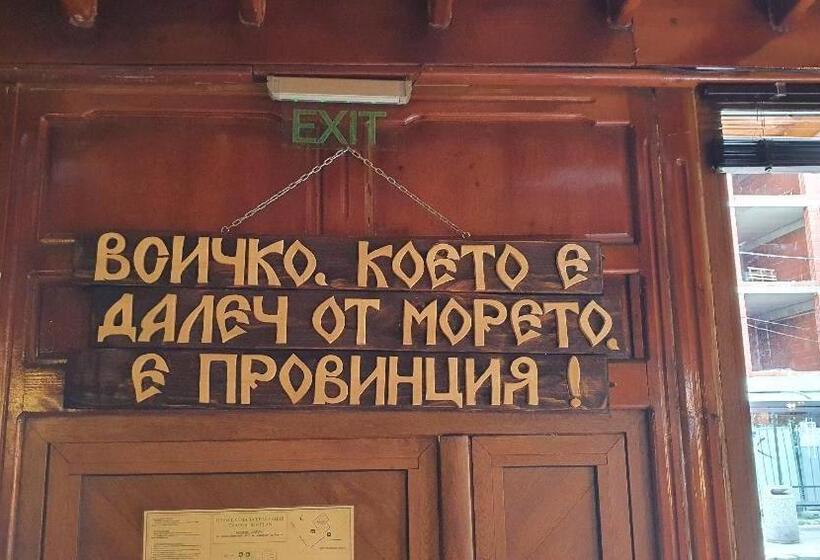 EXIT
ВСИЧКО, КОЕТО Е
ДАЛЕЧ ОТ МОРЕТО,
Е ПРОВИНЦИЯ !